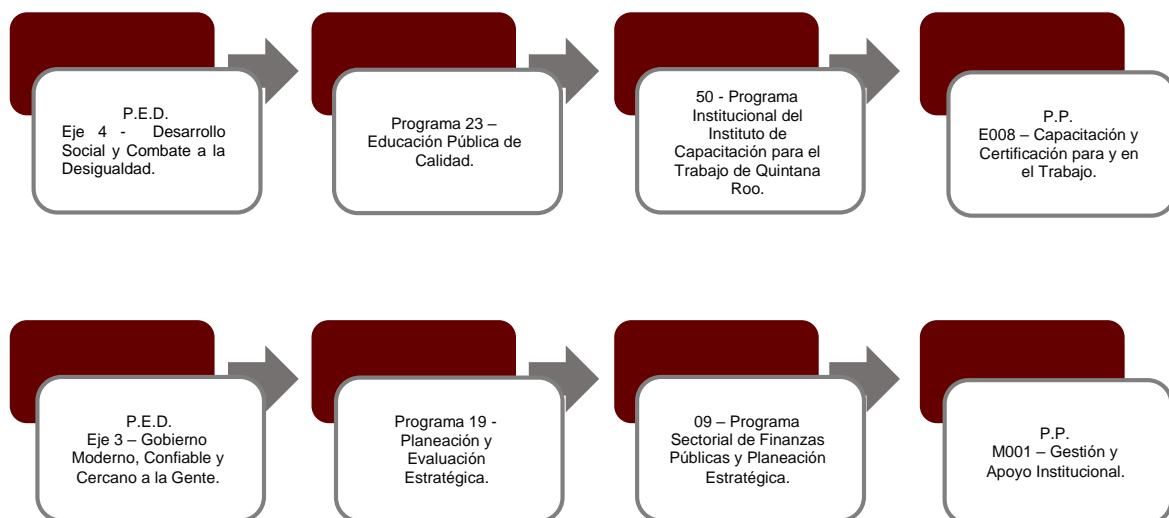 P.E.D.
Eje 4 - Desarrollo
Social y Combate a la
Desigualdad.
Programa 23 –
Educación Pública de
Calidad.
50 - Programa
Institucional del
Instituto de
Capacitación para el
Trabajo de Quintana
Roo.
P.P.
E008 – Capacitación y
Certificación para y en
el Trabajo.
P.E.D.
Eje 3 – Gobierno
Moderno, Confiable y
Cercano a la Gente.
Programa 19 -
Planeación y
Evaluación
Estratégica.
09 – Programa
Sectorial de Finanzas
Públicas y Planeación
Estratégica.
P.P.
M001 – Gestión y
Apoyo Institucional.